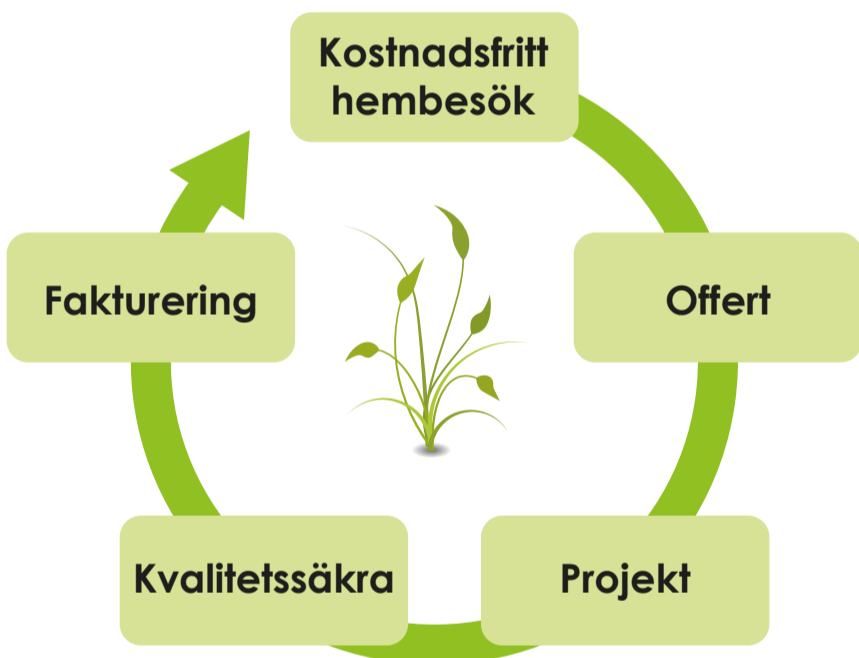 Kostnadsfritt
hembesök
Offert
Projekt
Kvalitetssäkra
Fakturering